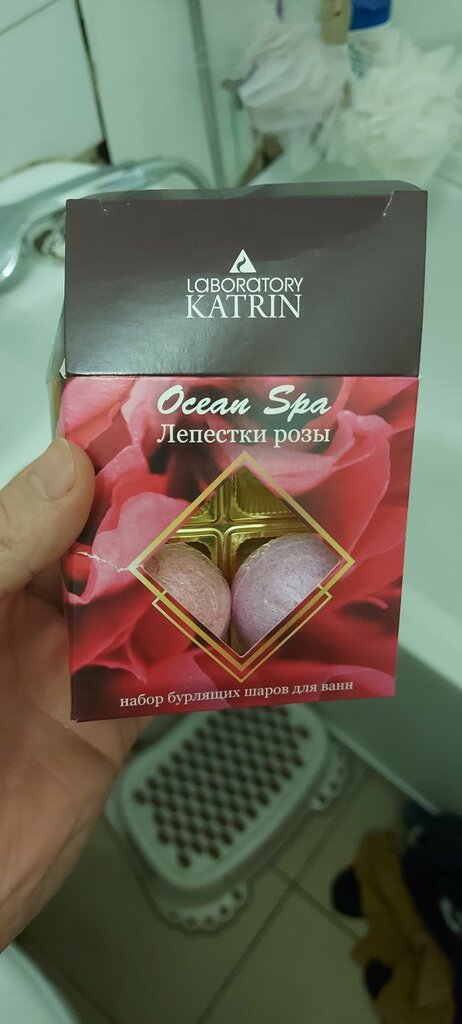 LABORATORY
KATRIN
Ocean Spa
Лепестки розы
набор бурлящих шаров для ванн